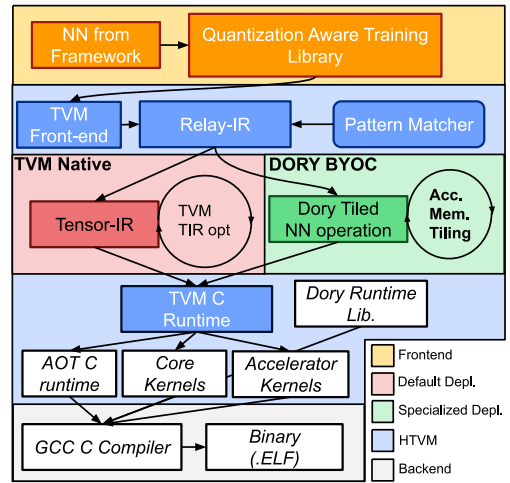 NN from
Framework
Quantization Aware Training
Library
TVM
Front-end
Relay-IR
Pattern Matcher
TVM Native
DORY BYOC
Tensor-IR
TVM
TIR opt
Dory Tiled
NN operation
Acc.
Mem.
Tiling
TVM C
Runtime
Dory Runtime
Lib.
AOT C
runtime
Core
Kernels
Accelerator
Kernels
GCC C Compiler
Binary
(.ELF)
Frontend
Default Depl.
Specialized Depl.
HTVM
Backend